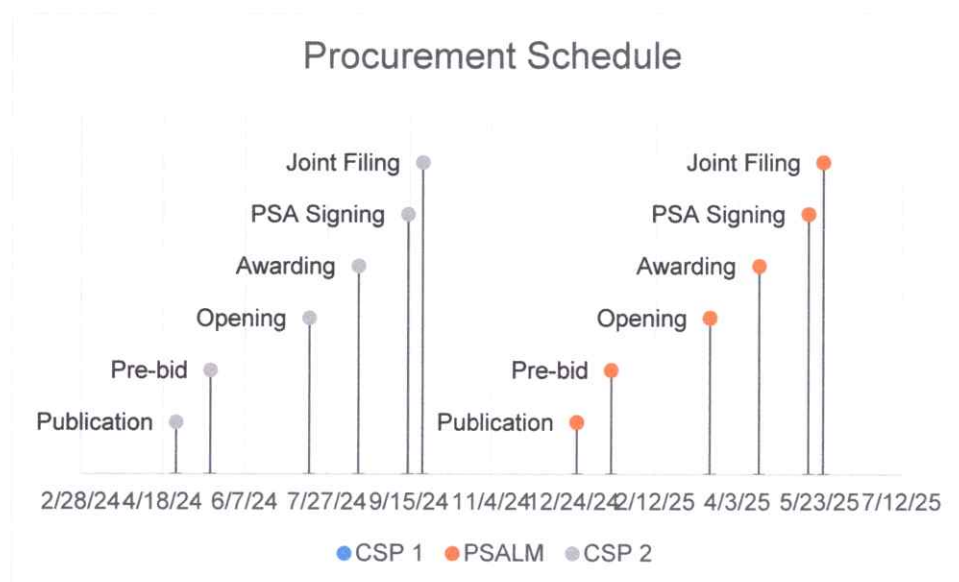 Procurement Schedule
Joint Filing Joint Filing
PSA Signing PSA Signing
Awarding Awarding
Opening Opening
Pre-bid Pre-bid
Publication Publication
2/28/24 4/18/24 6/7/24 7/27/24 9/15/24 11/4/24 12/24/24 2/12/25 4/3/25 5/23/25 7/12/25
CSP 1 PSALM CSP 2